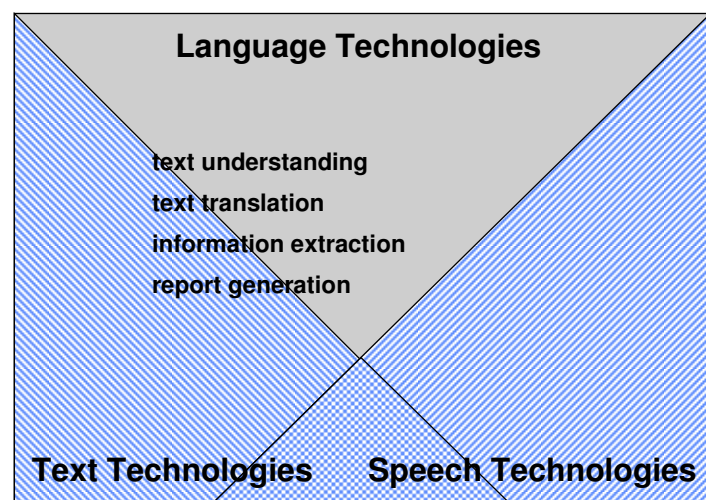 Language Technologies
text understanding
text translation
information extraction
report generation
Text Technologies
Speech Technologies